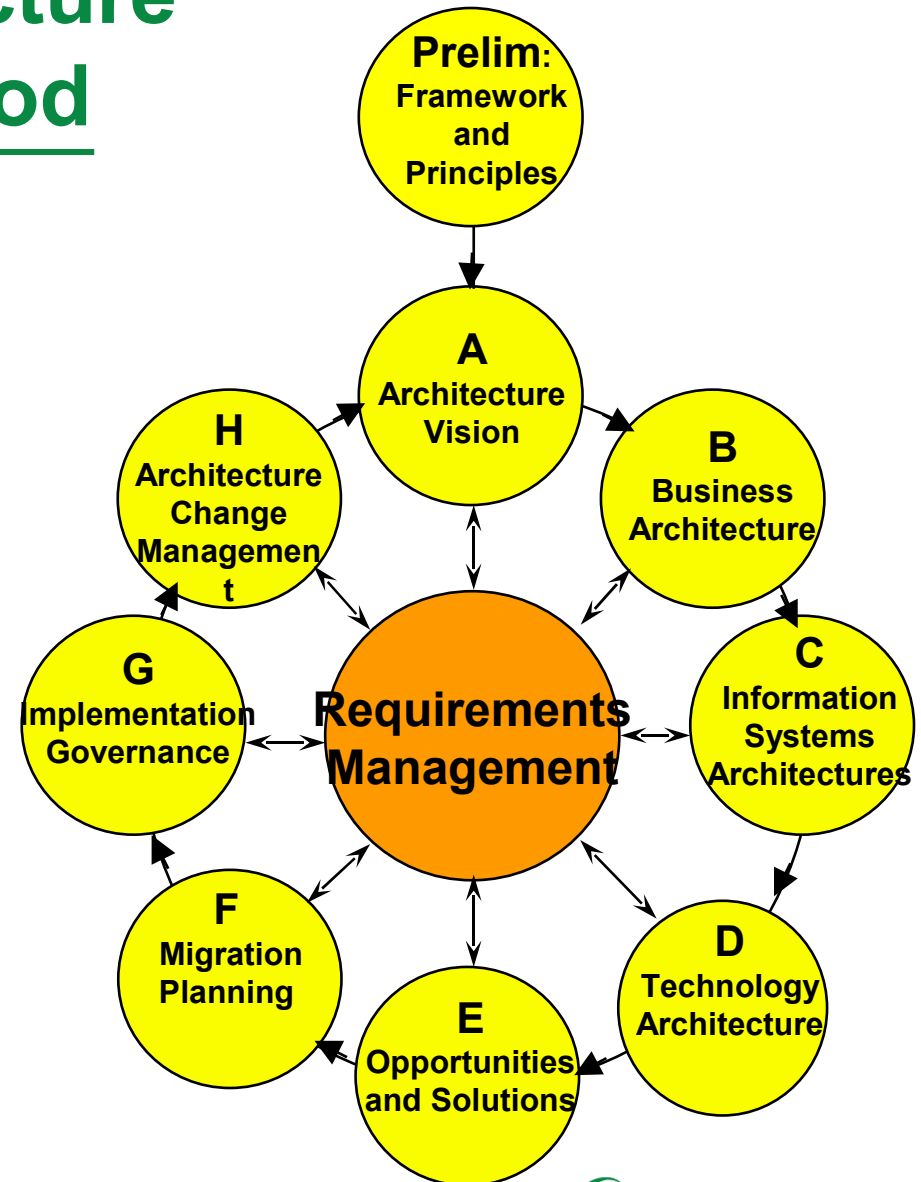 cture
od
Prelim:
Framework
and
Principles
A
Architecture
Vision
H
Architecture
Change
Managemen
t
B
Business
Architecture
G
Implementation
Governance
Requirements
Management
C
Information
Systems
Architectures
F
Migration
Planning
D
Technology
Architecture
E
Opportunities
and Solutions